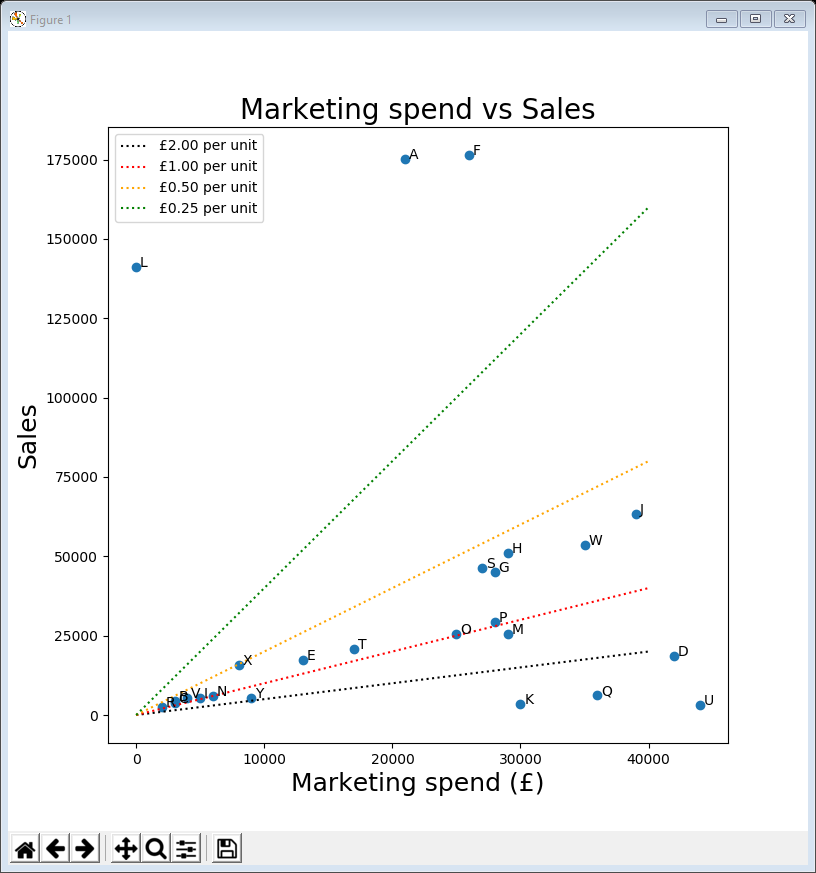 Figure 1
Marketing spend vs Sales
£2.00 per unit
£1.00 per unit
£0.50 per unit
£0.25 per unit
A
F
L
J
W
H
S
G
P
O
M
T
E
X
D
N
I
V
Y
Q
K
U
R
175000
150000
125000
100000
75000
50000
25000
0
Sales
0 10000 20000 30000 40000
Marketing spend (£)